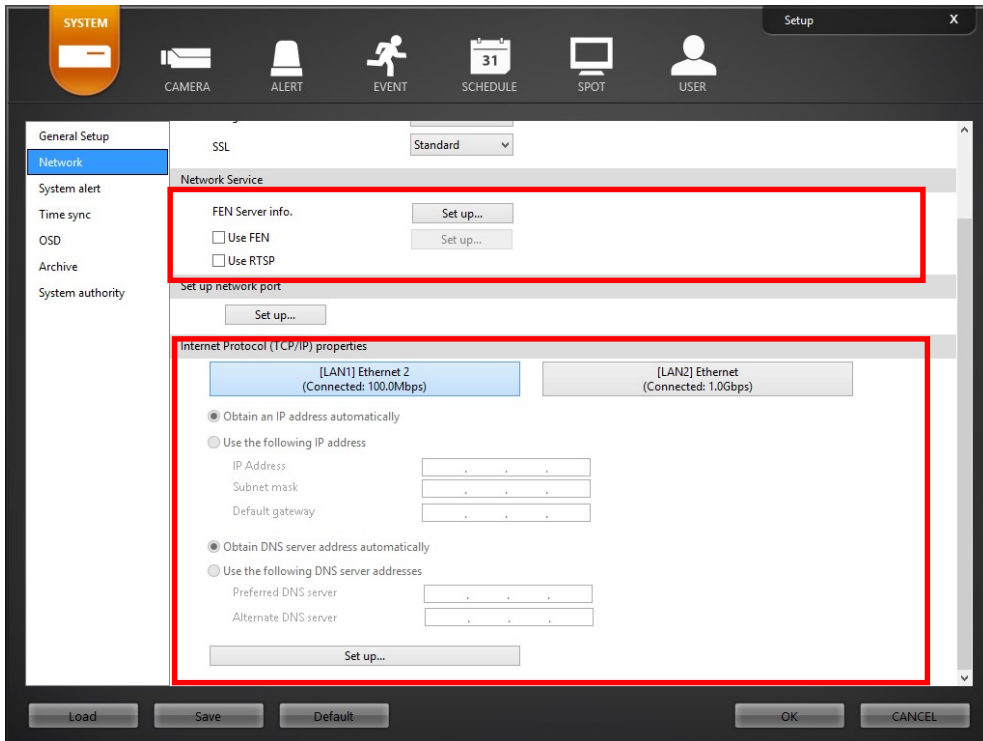 SYSTEM
Setup
X
31
CAMERA
ALERT
EVENT
SCHEDULE
SPOT
USER
General Setup
Network
System alert
Time sync
OSD
Archive
System authority
SSL
Standard
Network Service
FEN Server info.
Set up...
Use FEN
Set up...
Use RTSP
Set up network port
Set up...
Internet Protocol (TCP/IP) properties
[LAN1] Ethernet 2
(Connected: 100.0Mbps)
[LAN2] Ethernet
(Connected: 1.0Gbps)
Obtain an IP address automatically
Use the following IP address
IP Address
. . .
Subnet mask
. . .
Default gateway
. . .
Obtain DNS server address automatically
Use the following DNS server addresses
Preferred DNS server
. . .
Alternate DNS server
. . .
Set up...
Load
Save
Default
OK
CANCEL